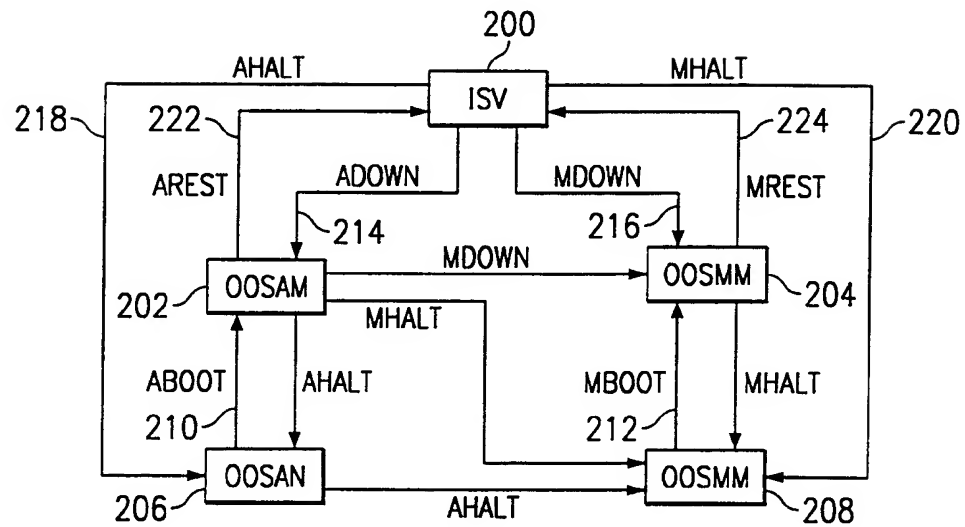 200
AHALT
MHALT
ISV
218
222
224
220
AREST
ADOWN
MDOWN
MREST
214
216
MDOWN
OOSAM
OOSMM
202
204
MHALT
ABOOT
AHALT
MBOOT
MHALT
210
212
OOSAN
OOSMM
206
AHALT
208